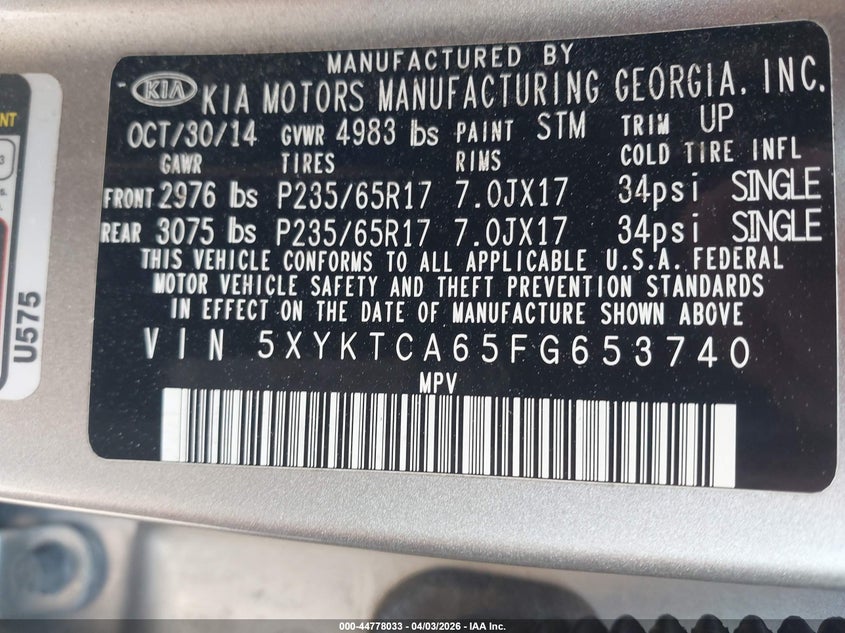 MANUFACTURED BY
KIA KIA MOTORS MANUFACTURING GEORGIA. INC.
OCT/30/14 GVWR 4983 lbs PAINT STM TRIM UP
GAWR TIRES RIMS COLD TIRE INFL
FRONT 2976 lbs P235/65R17 7.0JX17 34psi SINGLE
REAR 3075 lbs P235/65R17 7.0JX17 34psi SINGLE
THIS VEHICLE CONFORMS TO ALL APPLICABLE U.S.A. FEDERAL
MOTOR VEHICLE SAFETY AND THEFT PREVENTION STANDARDS
IN EFFECT ON THE DATE OF MANUFACTURE SHOWN ABOVE
VIN 5XYKTCA65FG653740
MPV
U575
000-44778033 - 04/03/2026 - IAA Inc.